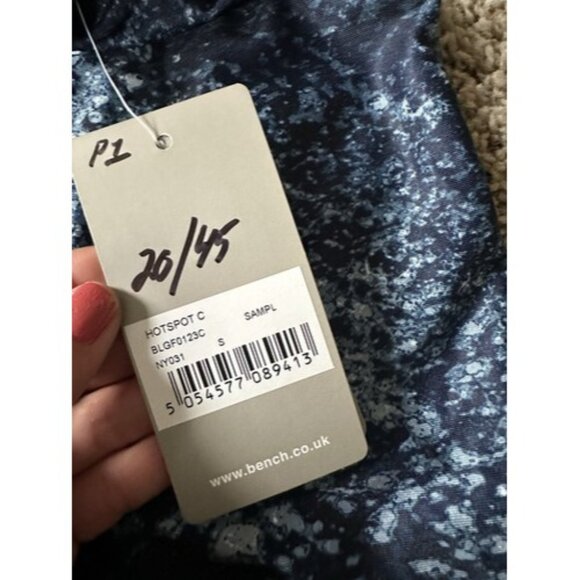 P1
20/45
HOTSPOT C
BLGF0123C SAMPL
NY031 S
5 054577 089413
www.bench.co.uk